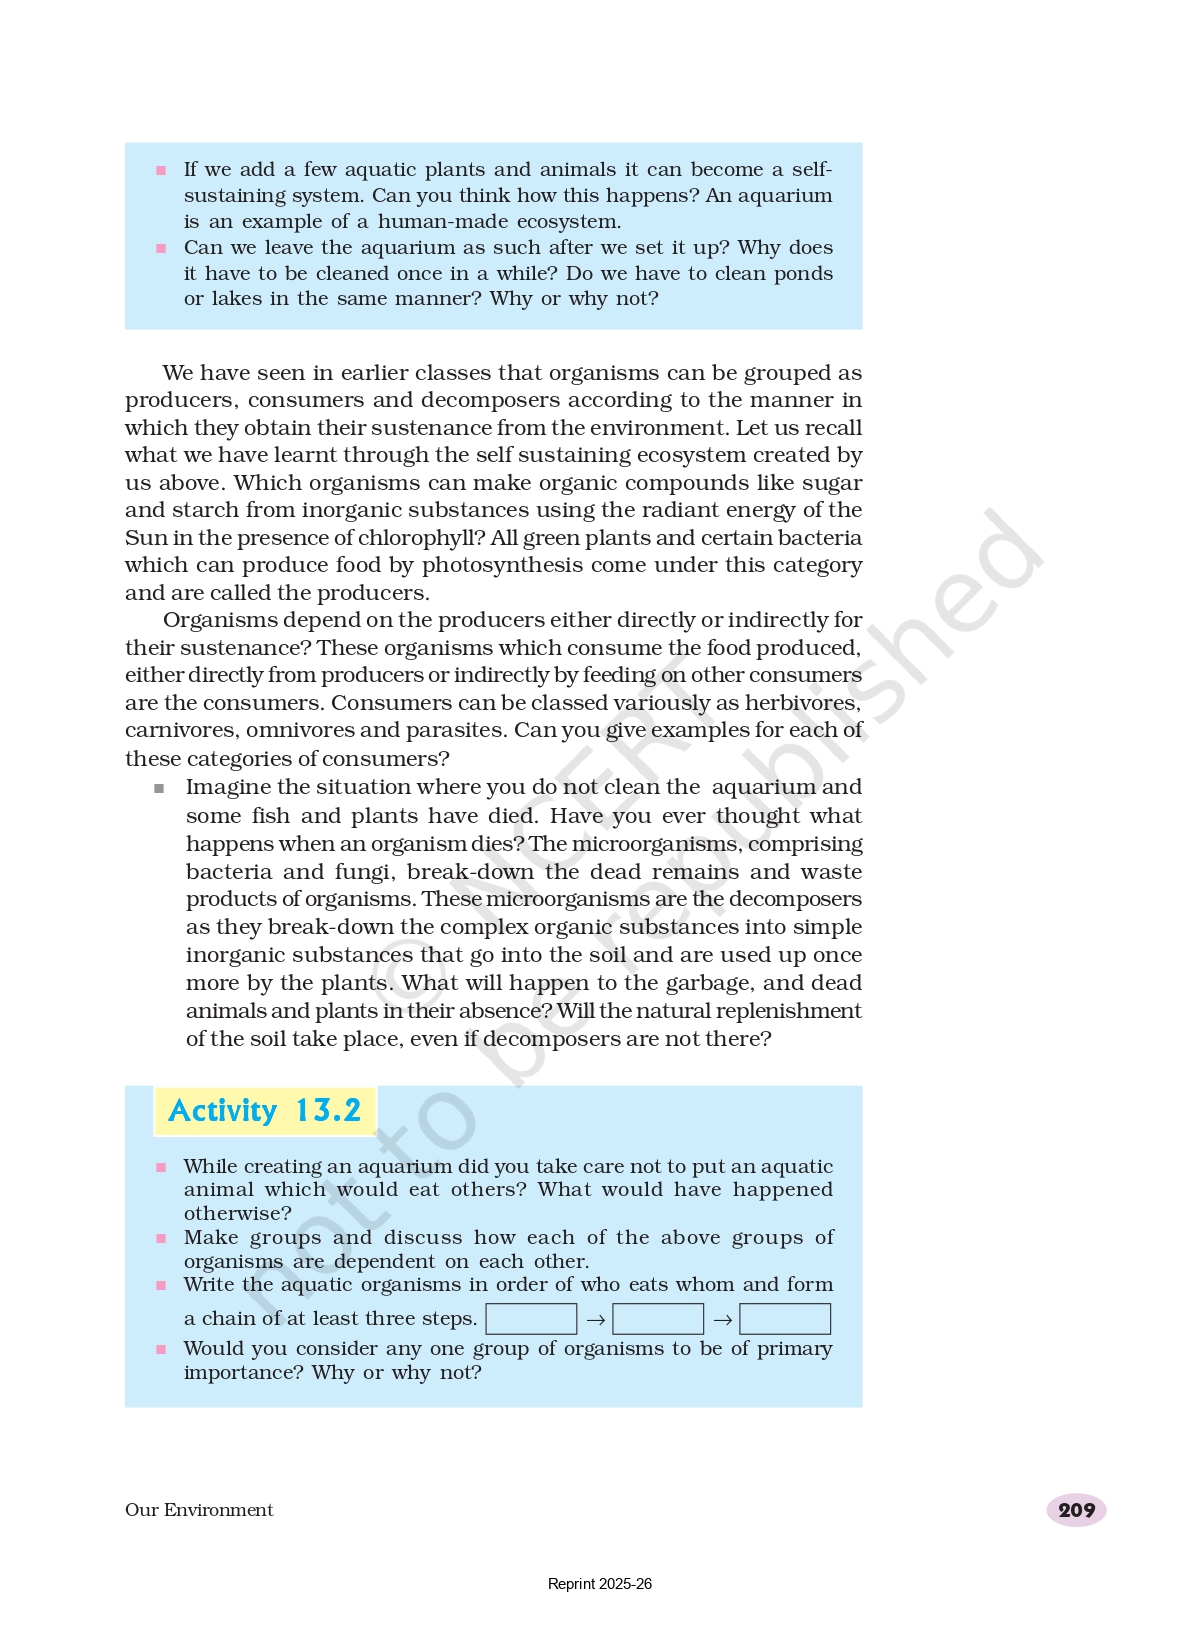 ■ If we add a few aquatic plants and animals it can become a self-
sustaining system. Can you think how this happens? An aquarium
is an example of a human-made ecosystem.
■ Can we leave the aquarium as such after we set it up? Why does
it have to be cleaned once in a while? Do we have to clean ponds
or lakes in the same manner? Why or why not?
We have seen in earlier classes that organisms can be grouped as
producers, consumers and decomposers according to the manner in
which they obtain their sustenance from the environment. Let us recall
what we have learnt through the self sustaining ecosystem created by
us above. Which organisms can make organic compounds like sugar
and starch from inorganic substances using the radiant energy of the
Sun in the presence of chlorophyll? All green plants and certain bacteria
which can produce food by photosynthesis come under this category
and are called the producers.
Organisms depend on the producers either directly or indirectly for
their sustenance? These organisms which consume the food produced,
either directly from producers or indirectly by feeding on other consumers
are the consumers. Consumers can be classed variously as herbivores,
carnivores, omnivores and parasites. Can you give examples for each of
these categories of consumers?
■ Imagine the situation where you do not clean the aquarium and
some fish and plants have died. Have you ever thought what
happens when an organism dies? The microorganisms, comprising
bacteria and fungi, break-down the dead remains and waste
products of organisms. These microorganisms are the decomposers
as they break-down the complex organic substances into simple
inorganic substances that go into the soil and are used up once
more by the plants. What will happen to the garbage, and dead
animals and plants in their absence? Will the natural replenishment
of the soil take place, even if decomposers are not there?
Activity 13.2
■ While creating an aquarium did you take care not to put an aquatic
animal which would eat others? What would have happened
otherwise?
■ Make groups and discuss how each of the above groups of
organisms are dependent on each other.
■ Write the aquatic organisms in order of who eats whom and form
a chain of at least three steps. → →
■ Would you consider any one group of organisms to be of primary
importance? Why or why not?
© NCERT
not to be republished
Our Environment
209
Reprint 2025-26